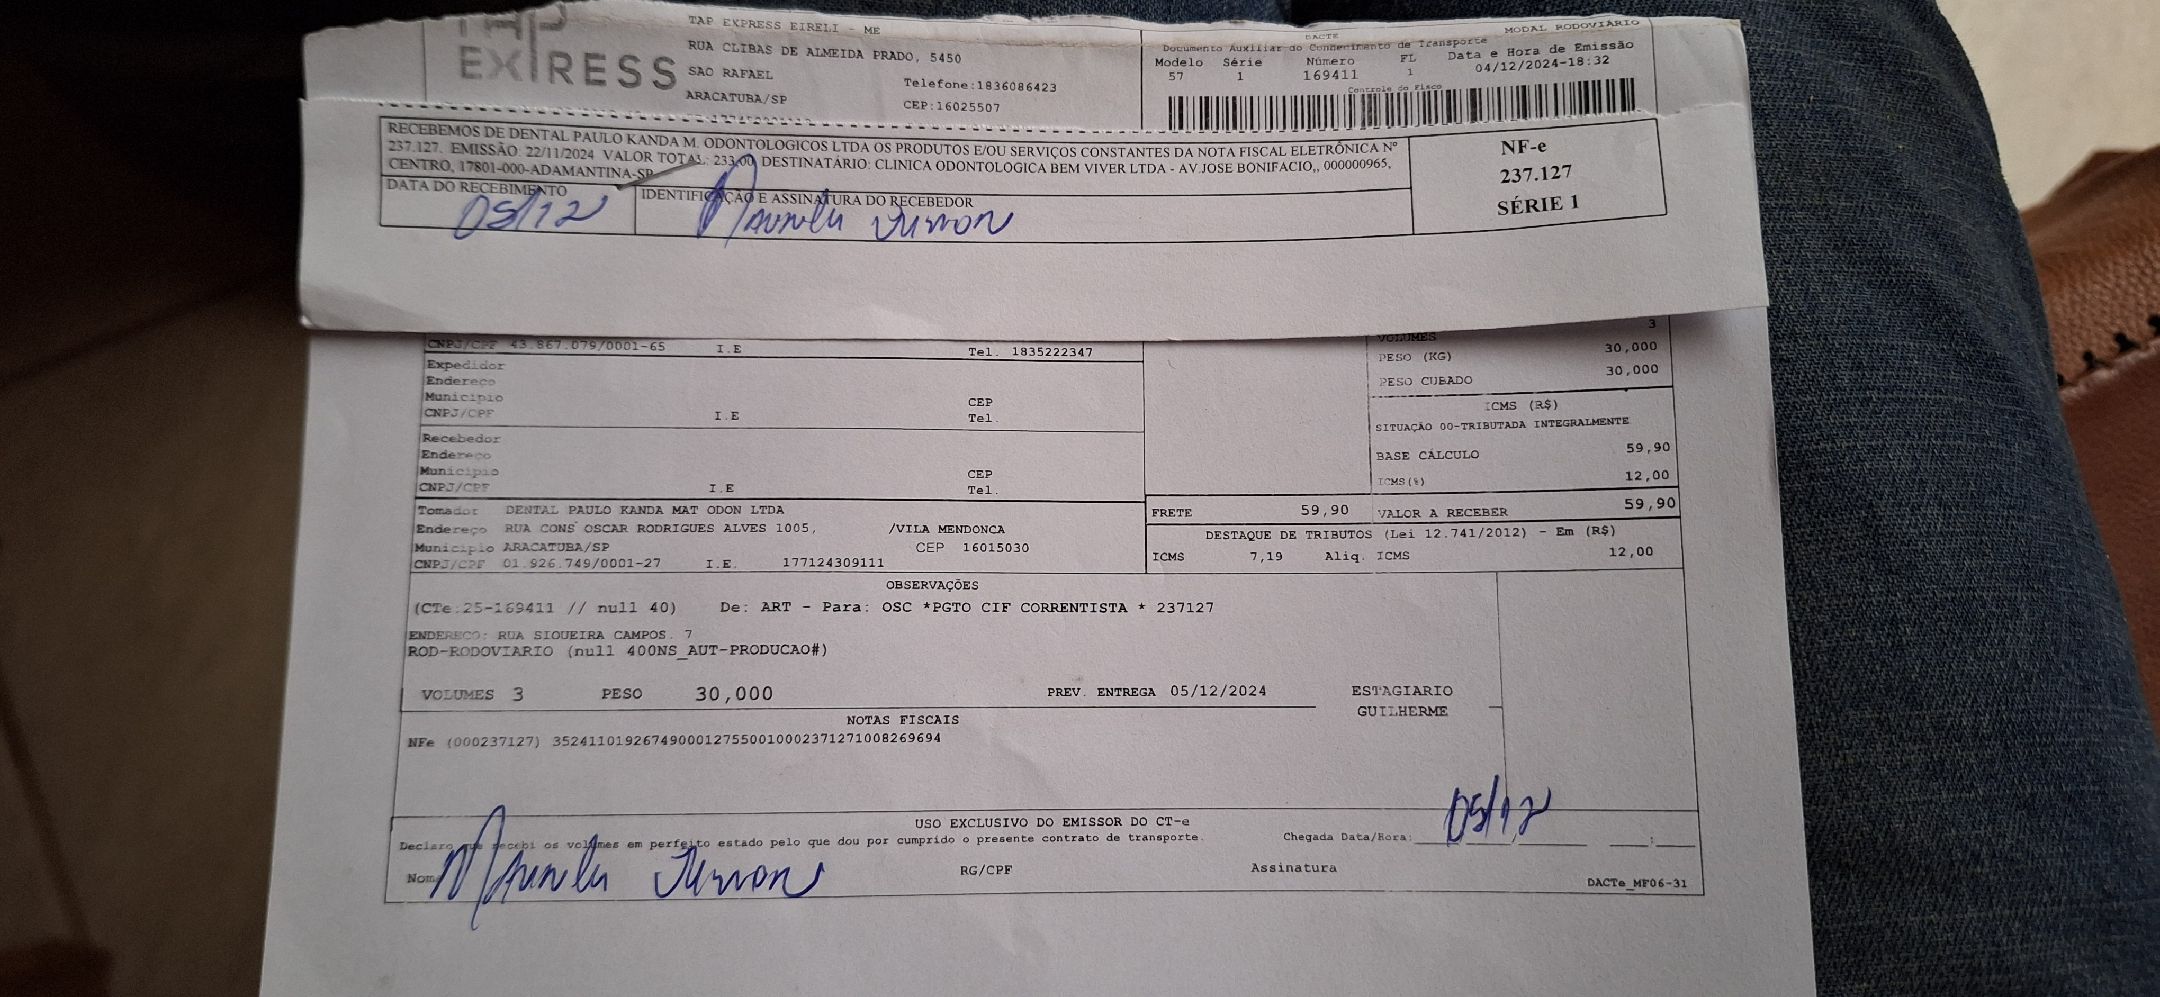 TAP
EXPRESS
TAP EXPRESS EIRELI - ME
RUA CLIBAS DE ALMEIDA PRADO, 5450
SAO RAFAEL
Telefone:1836086423
ARACATUBA/SP
CEP:16025507
DACTE
MODAL RODOVIÁRIO
Documento Auxiliar do Conhecimento de Transporte
Modelo Série Número FL Data e Hora de Emissão
57 1 169411 1 04/12/2024-18:32
Controle do Fisco
RECEBEMOS DE DENTAL PAULO KANDA M. ODONTOLOGICOS LTDA OS PRODUTOS E/OU SERVIÇOS CONSTANTES DA NOTA FISCAL ELETRÔNICA Nº
237.127. EMISSÃO: 22/11/2024 VALOR TOTAL: 233,00 DESTINATÁRIO: CLINICA ODONTOLOGICA BEM VIVER LTDA - AV.JOSE BONIFACIO,, 000000965,
CENTRO, 17801-000-ADAMANTINA-SP
DATA DO RECEBIMENTO
05/12
IDENTIFICAÇÃO E ASSINATURA DO RECEBEDOR
NF-e
237.127
SÉRIE 1
CNPJ/CPF 43.867.079/0001-65 I.E Tel. 1835222347
Expedidor
Endereco
Municipio CEP
CNPJ/CPF I.E Tel.
Recebedor
Endereco
Municipio CEP
CNPJ/CPF I.E Tel.
Tomador DENTAL PAULO KANDA MAT ODON LTDA
Endereço RUA CONS OSCAR RODRIGUES ALVES 1005, /VILA MENDONCA
Municipio ARACATUBA/SP CEP 16015030
CNPJ/CPF 01.926.749/0001-27 I.E. 177124309111
VOLUMES 3
PESO (KG) 30,000
PESO CUBADO 30,000
ICMS (R$)
SITUAÇÃO 00-TRIBUTADA INTEGRALMENTE
BASE CÁLCULO 59,90
ICMS(%) 12,00
FRETE 59,90 VALOR A RECEBER 59,90
DESTAQUE DE TRIBUTOS (Lei 12.741/2012) - Em (R$)
ICMS 7,19 Aliq. ICMS 12,00
OBSERVAÇÕES
(CTe:25-169411 // null 40) De: ART - Para: OSC *PGTO CIF CORRENTISTA * 237127
ENDERECO: RUA SIQUEIRA CAMPOS. 7
ROD-RODOVIARIO (null 400NS_AUT-PRODUCAO#)
VOLUMES 3 PESO 30,000 PREV. ENTREGA 05/12/2024
ESTAGIARIO
GUILHERME
NOTAS FISCAIS
NFe (000237127) 35241101926749000127550010002371271008269694
USO EXCLUSIVO DO EMISSOR DO CT-e
Declaro que recebi os volumes em perfeito estado pelo que dou por cumprido o presente contrato de transporte.
Chegada Data/Hora: 05/12
Nome
RG/CPF
Assinatura
DACTe_MF06-31